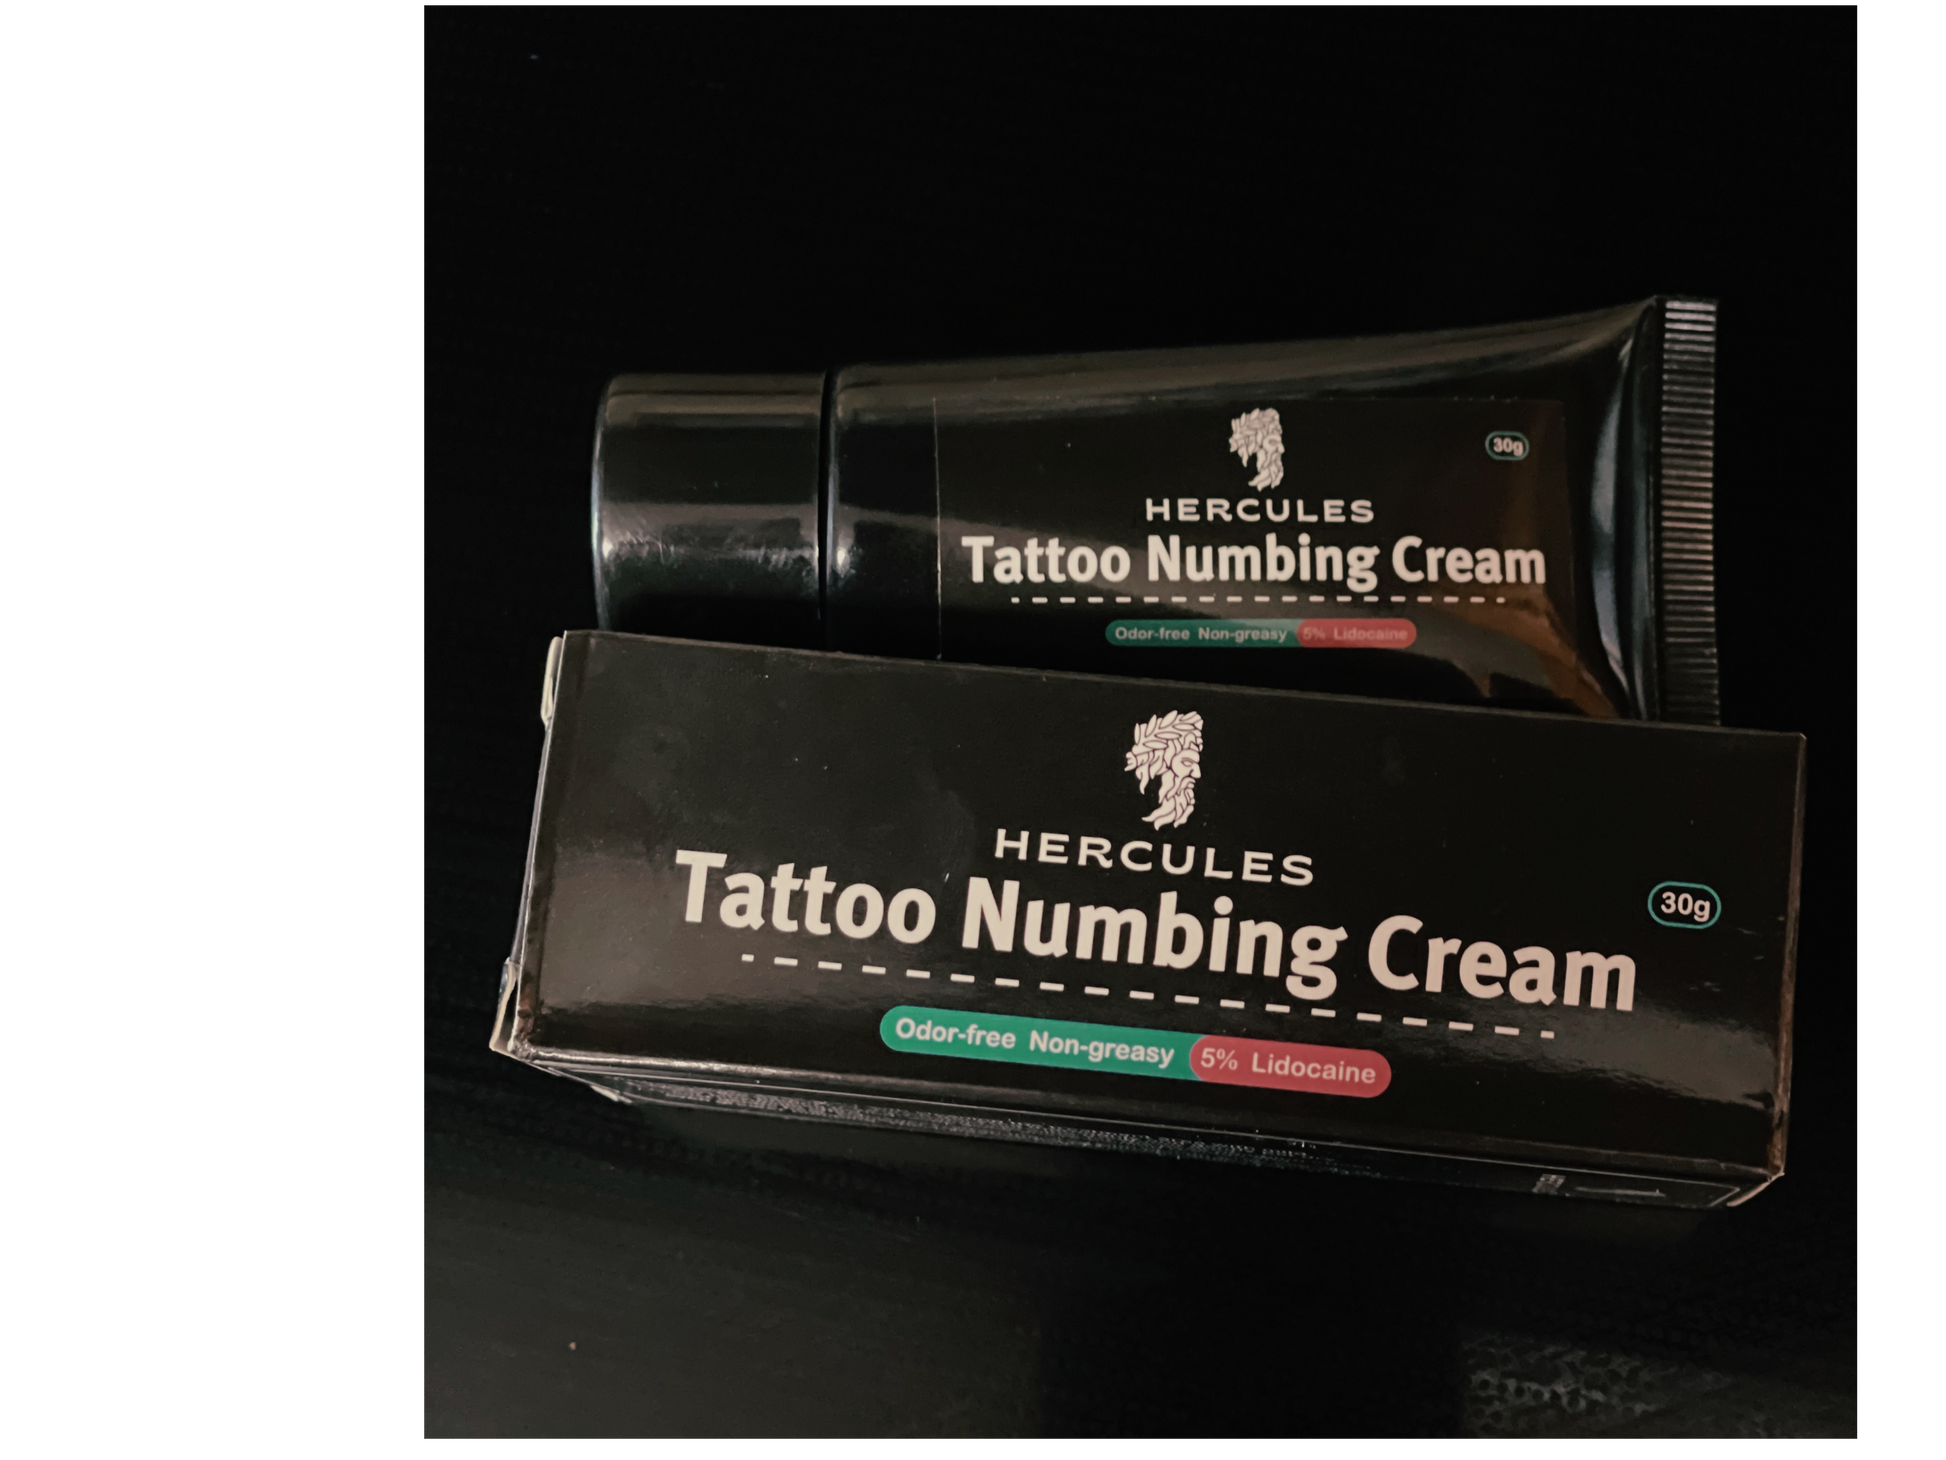 HERCULES
30g
Tattoo Numbing Cream
Odor-free Non-greasy 5% Lidocaine
HERCULES
30g
Tattoo Numbing Cream
Odor-free Non-greasy 5% Lidocaine